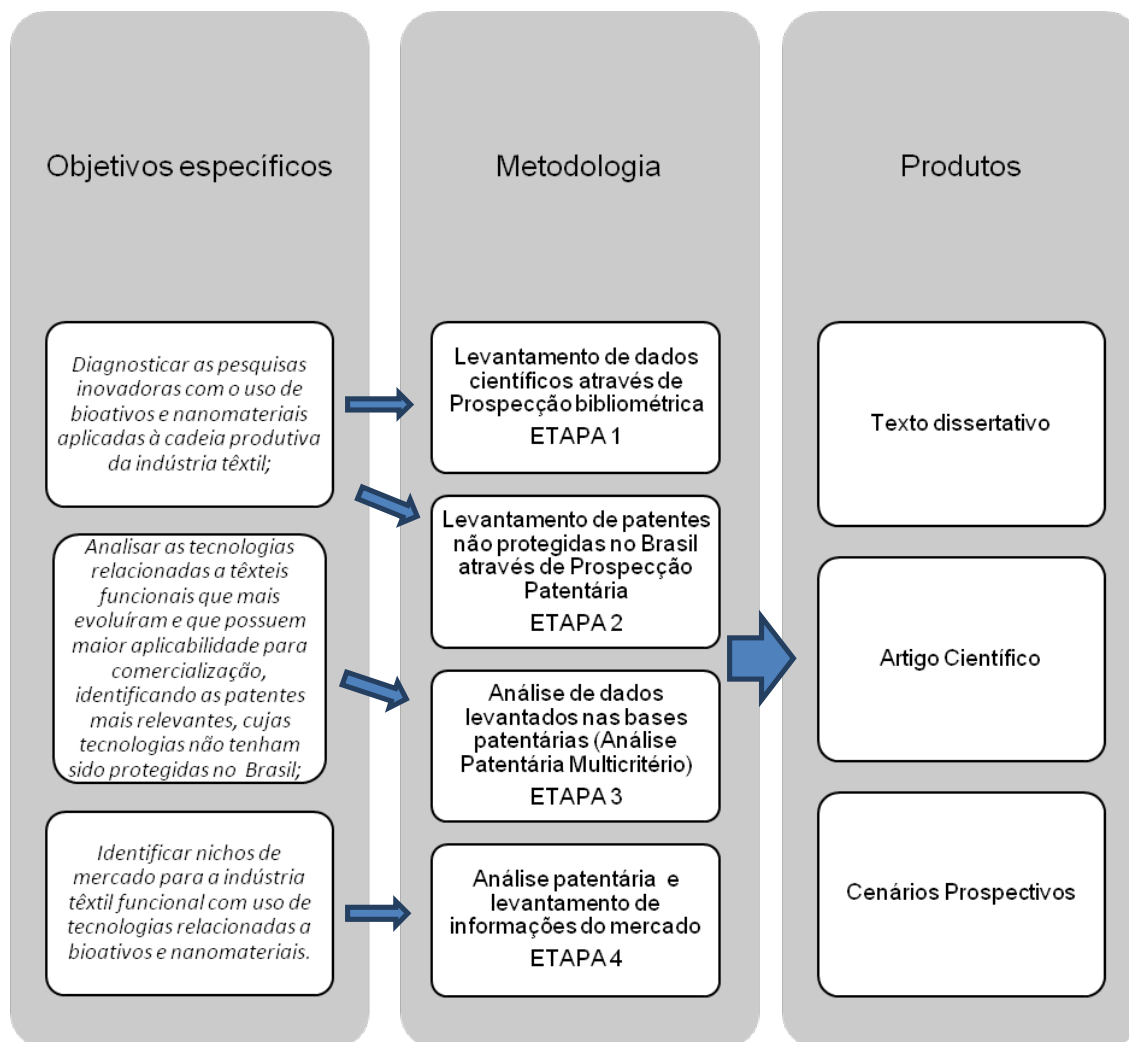 Objetivos específicos
Diagnosticar as pesquisas
inovadoras com o uso de
bioativos e nanomateriais
aplicadas à cadeia produtiva
da indústria têxtil;
Analisar as tecnologias
relacionadas a têxteis
funcionais que mais
evoluíram e que possuem
maior aplicabilidade para
comercialização,
identificando as patentes
mais relevantes, cujas
tecnologias não tenham
sido protegidas no Brasil;
Identificar nichos de
mercado para a indústria
têxtil funcional com uso de
tecnologias relacionadas a
bioativos e nanomateriais.
Metodologia
Levantamento de dados
científicos através de
Prospecção bibliométrica
ETAPA 1
Levantamento de patentes
não protegidas no Brasil
através de Prospecção
Patentária
ETAPA 2
Análise de dados
levantados nas bases
patentárias (Análise
Patentária Multicritério)
ETAPA 3
Análise patentária e
levantamento de
informações do mercado
ETAPA 4
Produtos
Texto dissertativo
Artigo Científico
Cenários Prospectivos